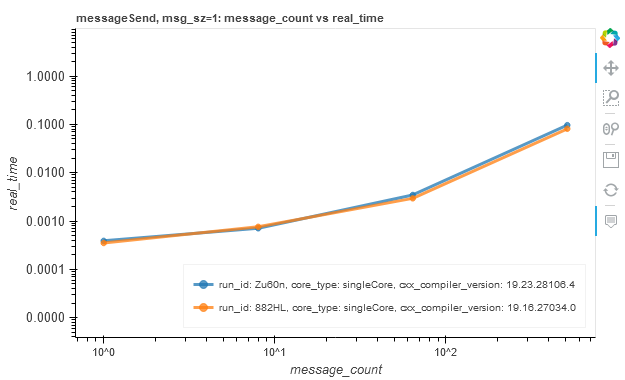 messageSend, msg_sz=1: message_count vs real_time
1.0000
0.1000
0.0100
0.0010
0.0001
0.0000
real_time
run_id: Zu60n, core_type: singleCore, cxx_compiler_version: 19.23.28106.4
run_id: 882HL, core_type: singleCore, cxx_compiler_version: 19.16.27034.0
10^0 10^1 10^2
message_count